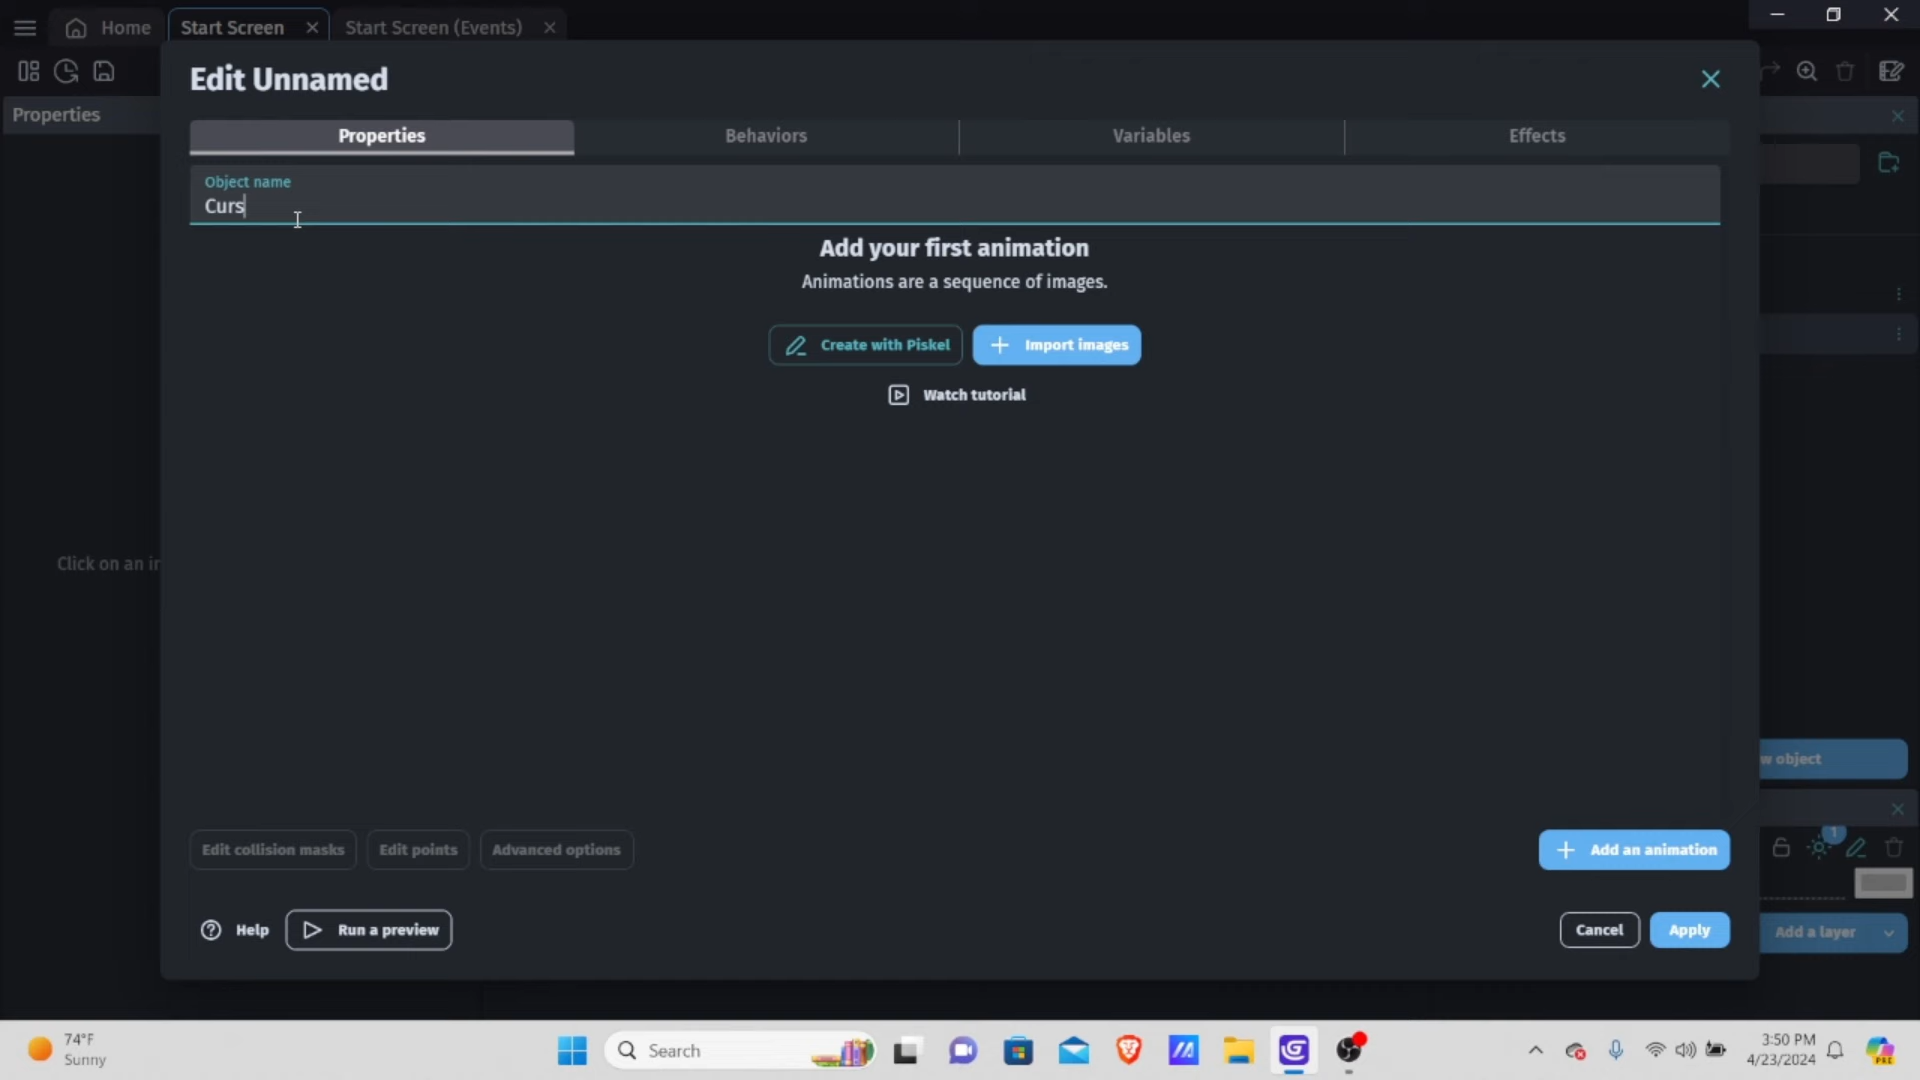 Home
Start Screen
Start Screen (Events)
Edit Unnamed
Properties
Properties
Behaviors
Variables
Effects
Object name
Curs
Add your first animation
Animations are a sequence of images.
Create with Piskel
Import images
Watch tutorial
Click on an in
w object
1
Edit collision masks
Edit points
Advanced options
Add an animation
Help
Run a preview
Cancel
Apply
Add a layer
74°F
Sunny
Search
3:50 PM
4/23/2024
PRE